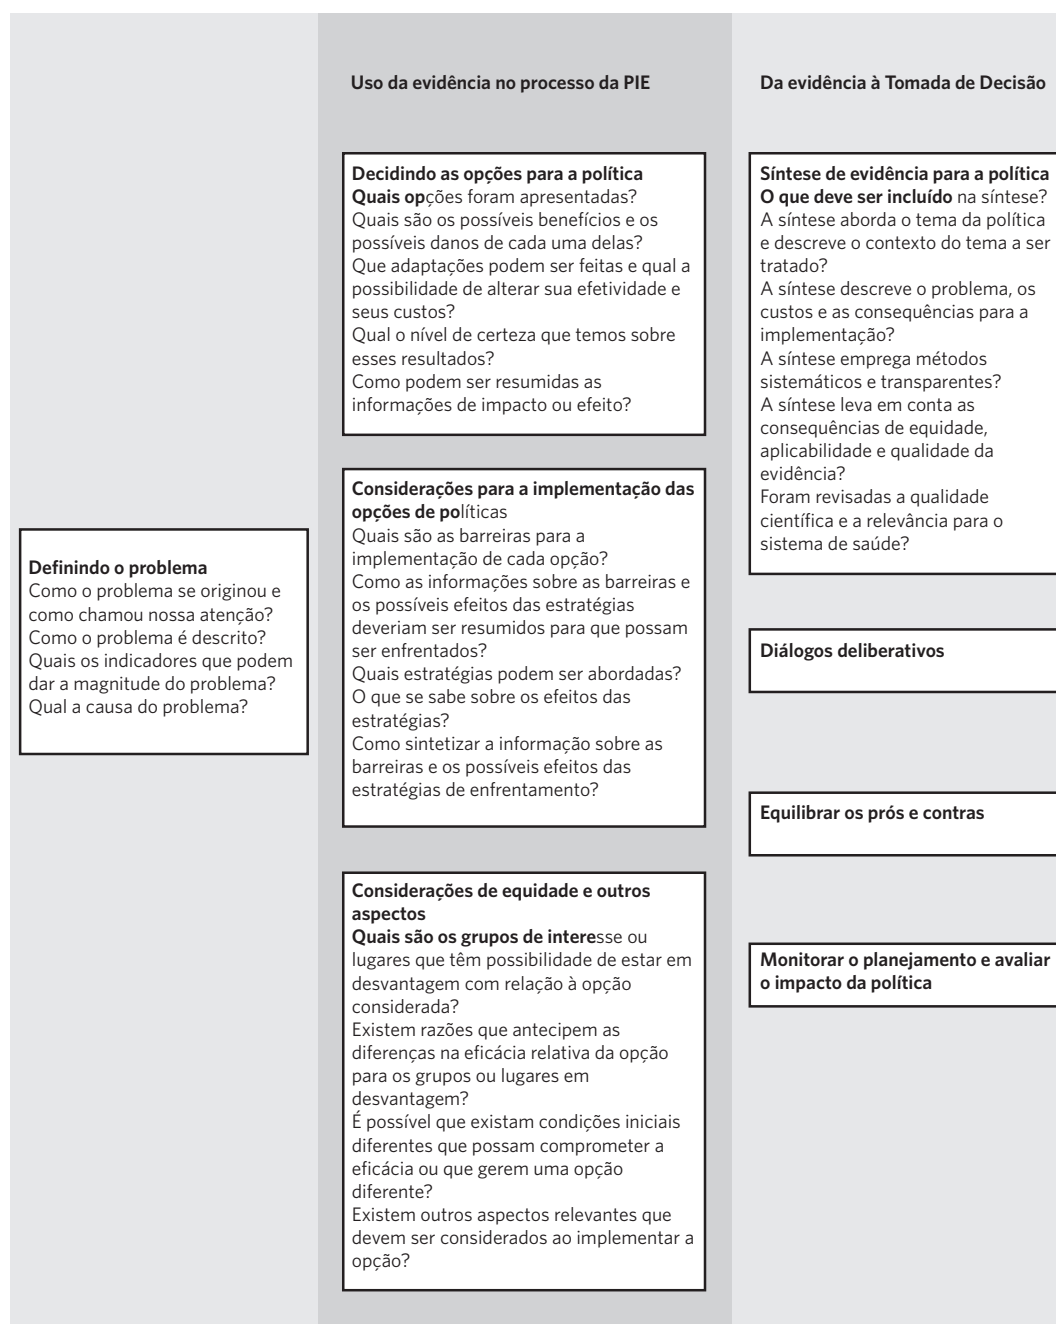 Definindo o problema
Como o problema se originou e
como chamou nossa atenção?
Como o problema é descrito?
Quais os indicadores que podem
dar a magnitude do problema?
Qual a causa do problema?
Uso da evidência no processo da PIE
Decidindo as opções para a política
Quais opções foram apresentadas?
Quais são os possíveis benefícios e os
possíveis danos de cada uma delas?
Que adaptações podem ser feitas e qual a
possibilidade de alterar sua efetividade e
seus custos?
Qual o nível de certeza que temos sobre
esses resultados?
Como podem ser resumidas as
informações de impacto ou efeito?
Considerações para a implementação das
opções de políticas
Quais são as barreiras para a
implementação de cada opção?
Como as informações sobre as barreiras e
os possíveis efeitos das estratégias
deveriam ser resumidos para que possam
ser enfrentados?
Quais estratégias podem ser abordadas?
O que se sabe sobre os efeitos das
estratégias?
Como sintetizar a informação sobre as
barreiras e os possíveis efeitos das
estratégias de enfrentamento?
Considerações de equidade e outros
aspectos
Quais são os grupos de interesse ou
lugares que têm possibilidade de estar em
desvantagem com relação à opção
considerada?
Existem razões que antecipem as
diferenças na eficácia relativa da opção
para os grupos ou lugares em
desvantagem?
É possível que existam condições iniciais
diferentes que possam comprometer a
eficácia ou que gerem uma opção
diferente?
Existem outros aspectos relevantes que
devem ser considerados ao implementar a
opção?
Da evidência à Tomada de Decisão
Síntese de evidência para a política
O que deve ser incluído na síntese?
A síntese aborda o tema da política
e descreve o contexto do tema a ser
tratado?
A síntese descreve o problema, os
custos e as consequências para a
implementação?
A síntese emprega métodos
sistemáticos e transparentes?
A síntese leva em conta as
consequências de equidade,
aplicabilidade e qualidade da
evidência?
Foram revisadas a qualidade
científica e a relevância para o
sistema de saúde?
Diálogos deliberativos
Equilibrar os prós e contras
Monitorar o planejamento e avaliar
o impacto da política